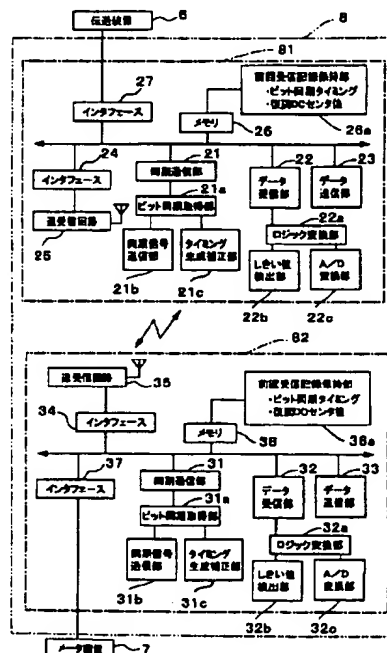 伝送装置
6
8
81
27
インタフェース
前回受信記録保持部
・ビット同期タイミング
・復調DCセンタ値
24
メモリ
26
26a
インタフェース
21
22
23
同期通信部
データ受信部
データ送信部
21a
25
ビット同期取得部
22a
送受信回路
ロジック変換部
同期信号送信部
タイミング生成補正部
しきい値検出部
A/D変換部
21b
21c
22b
22c
82
送受信回路
35
34
前回受信記録保持部
・ビット同期タイミング
・復調DCセンタ値
インタフェース
メモリ
37
36
36a
インタフェース
31
32
33
同期通信部
データ受信部
データ送信部
31a
ビット同期取得部
32a
ロジック変換部
同期信号送信部
タイミング生成補正部
しきい値検出部
A/D変換部
31b
31c
32b
32c
7